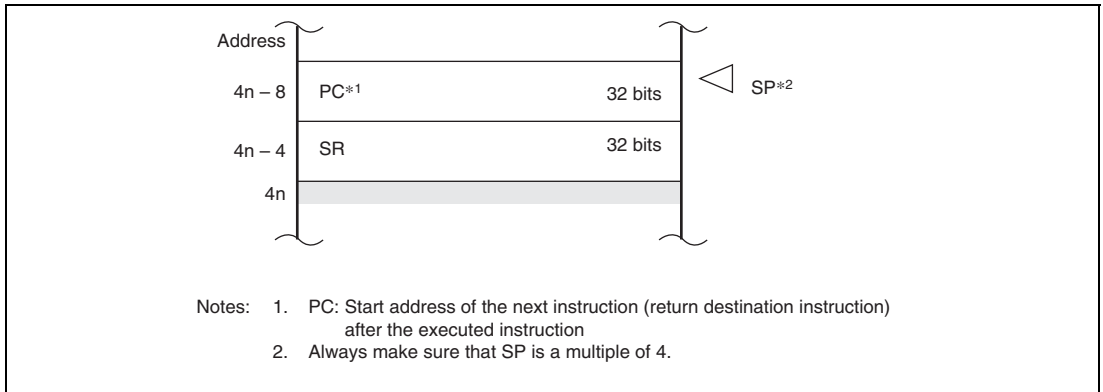 Address
4n – 8 PC*1 32 bits SP*2
4n – 4 SR 32 bits
4n
Notes: 1. PC: Start address of the next instruction (return destination instruction)
after the executed instruction
2. Always make sure that SP is a multiple of 4.